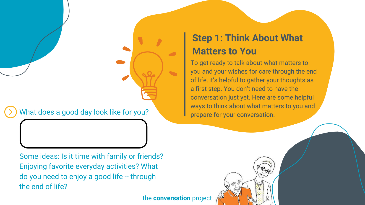 Step 1: Think About What
Matters to You
To get ready to talk about what matters to
you and your wishes for care through the end
of life, it's helpful to gather your thoughts as
a first step. You don't need to have the
conversation just yet. Here are some helpful
ways to think about what matters to you and
prepare for your conversation.
What does a good day look like for you?
Some ideas: Is it time with family or friends?
Enjoying favorite everyday activities? What
do you need to enjoy a good life – through
the end of life?
the conversation project